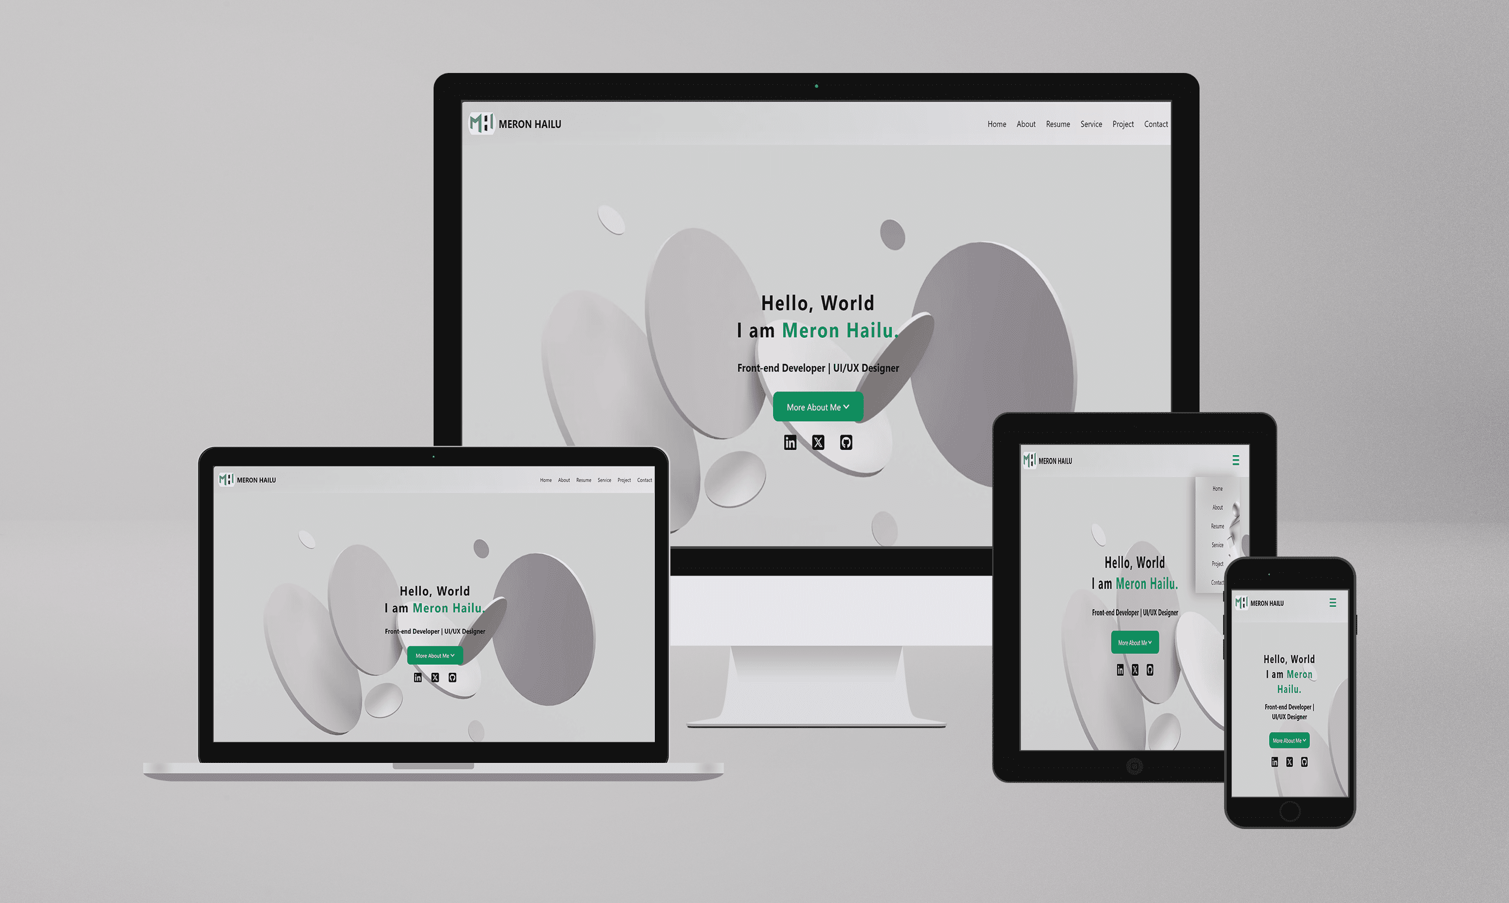 MH MERON HAILU
Home About Resume Service Project Contact
Hello, World
I am Meron Hailu.
Front-end Developer | UI/UX Designer
More About Me
in X
MH MERON HAILU
Home About Resume Service Project Contact
Hello, World
I am Meron Hailu.
Front-end Developer | UI/UX Designer
More About Me
in X
MH MERON HAILU
Home
About
Resume
Service
Project
Contact
Hello, World
I am Meron Hailu.
Front-end Developer | UI/UX Designer
More About Me
in X
MH MERON HAILU
Hello, World
I am Meron
Hailu.
Front-end Developer |
UI/UX Designer
More About Me
in X